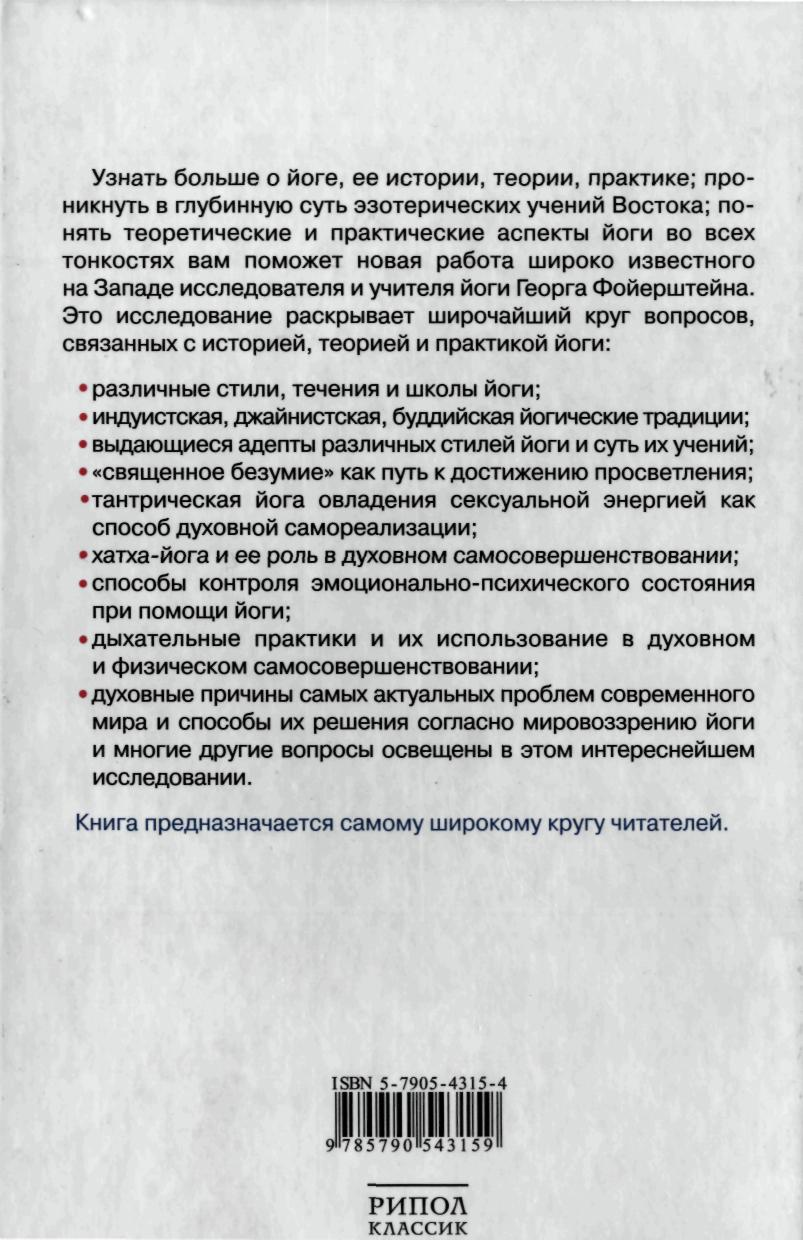 Узнать больше о йоге, ее истории, теории, практике; про-
никнуть в глубинную суть эзотерических учений Востока; по-
нять теоретические и практические аспекты йоги во всех
тонкостях вам поможет новая работа широко известного
на Западе исследователя и учителя йоги Георга Фойерштейна.
Это исследование раскрывает широчайший круг вопросов,
связанных с историей, теорией и практикой йоги:
•различные стили, течения и школы йоги;
•индуистская, джайнистская, буддийская йогические традиции;
•выдающиеся адепты различных стилей йоги и суть их учений;
•«священное безумие» как путь к достижению просветления;
•тантрическая йога овладения сексуальной энергией как
способ духовной самореализации;
•хатха-йога и ее роль в духовном самосовершенствовании;
•способы контроля эмоционально-психического состояния
при помощи йоги;
•дыхательные практики и их использование в духовном
и физическом самосовершенствовании;
•духовные причины самых актуальных проблем современного
мира и способы их решения согласно мировоззрению йоги
и многие другие вопросы освещены в этом интереснейшем
исследовании.
Книга предназначается самому широкому кругу читателей.
ISBN 5-7905-4315-4
9 785790 543159
РИПОЛ
КЛАССИК